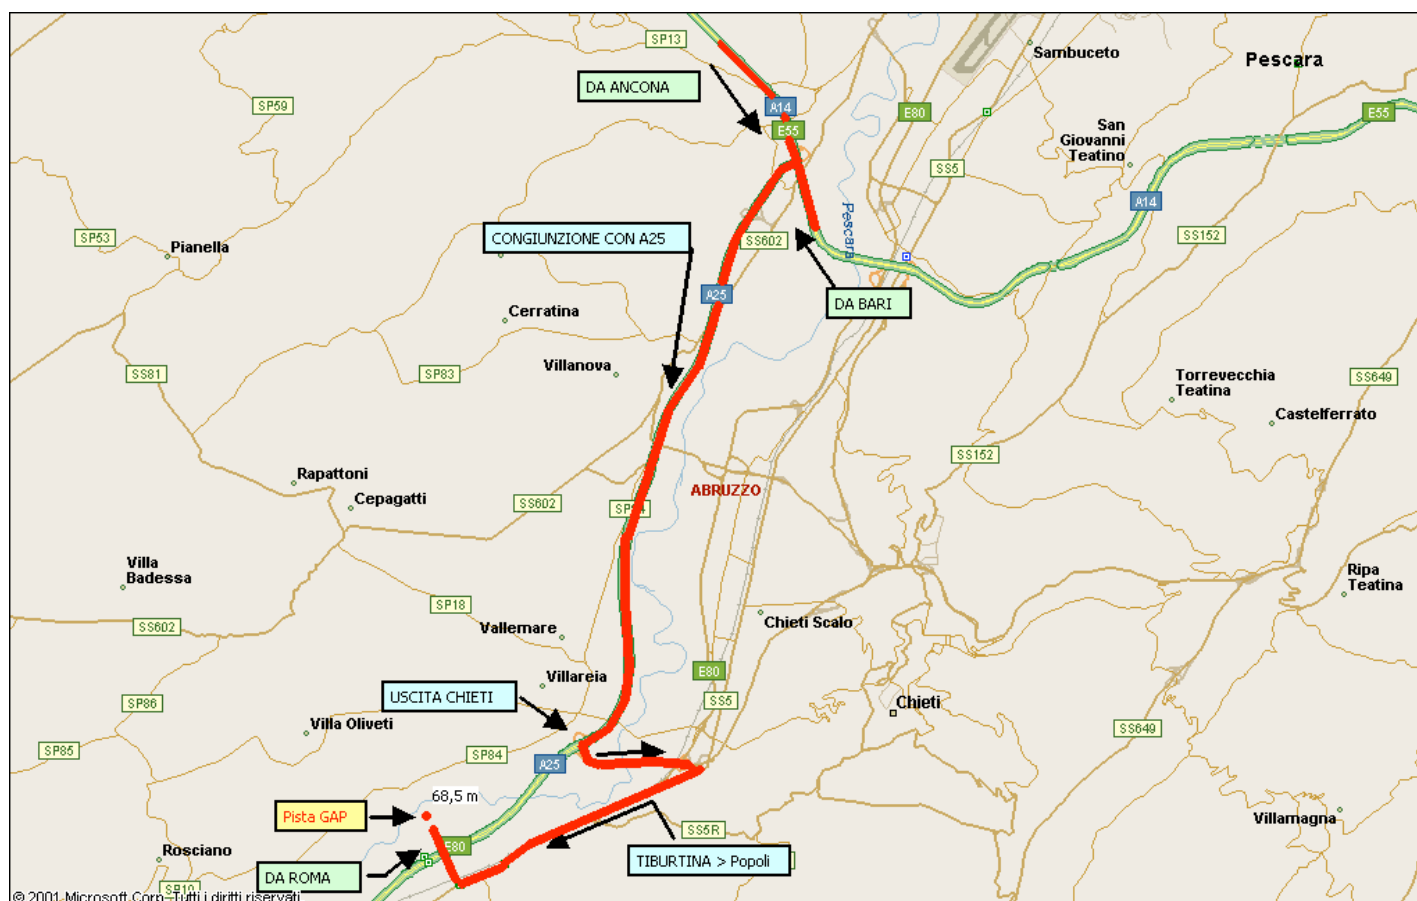 SP13
Sambuceto
Pescara
DA ANCONA
SP59
A14
E80
E55
E55
San
Giovanni
Teatino
SS5
A14
Pescara
SP53
Pianella
CONGIUNZIONE CON A25
SS602
SS152
A25
DA BARI
Cerratina
Villanova
SS81
SP83
Torrevecchia
Teatina
SS649
Castelferrato
SS152
Rapattoni
Cepagatti
ABRUZZO
SS602
Villa
Badessa
Ripa
Teatina
SP18
SS602
Vallemare
Chieti Scalo
Villareia
E80
USCITA CHIETI
SS5
SP86
Chieti
Villa Oliveti
SS649
SP85
SP84
A25
68,5 m
Pista GAP
Villamagna
SS5R
E80
Rosciano
TIBURTINA > Popoli
DA ROMA
© 2001 Microsoft Corp. Tutti i diritti riservati.